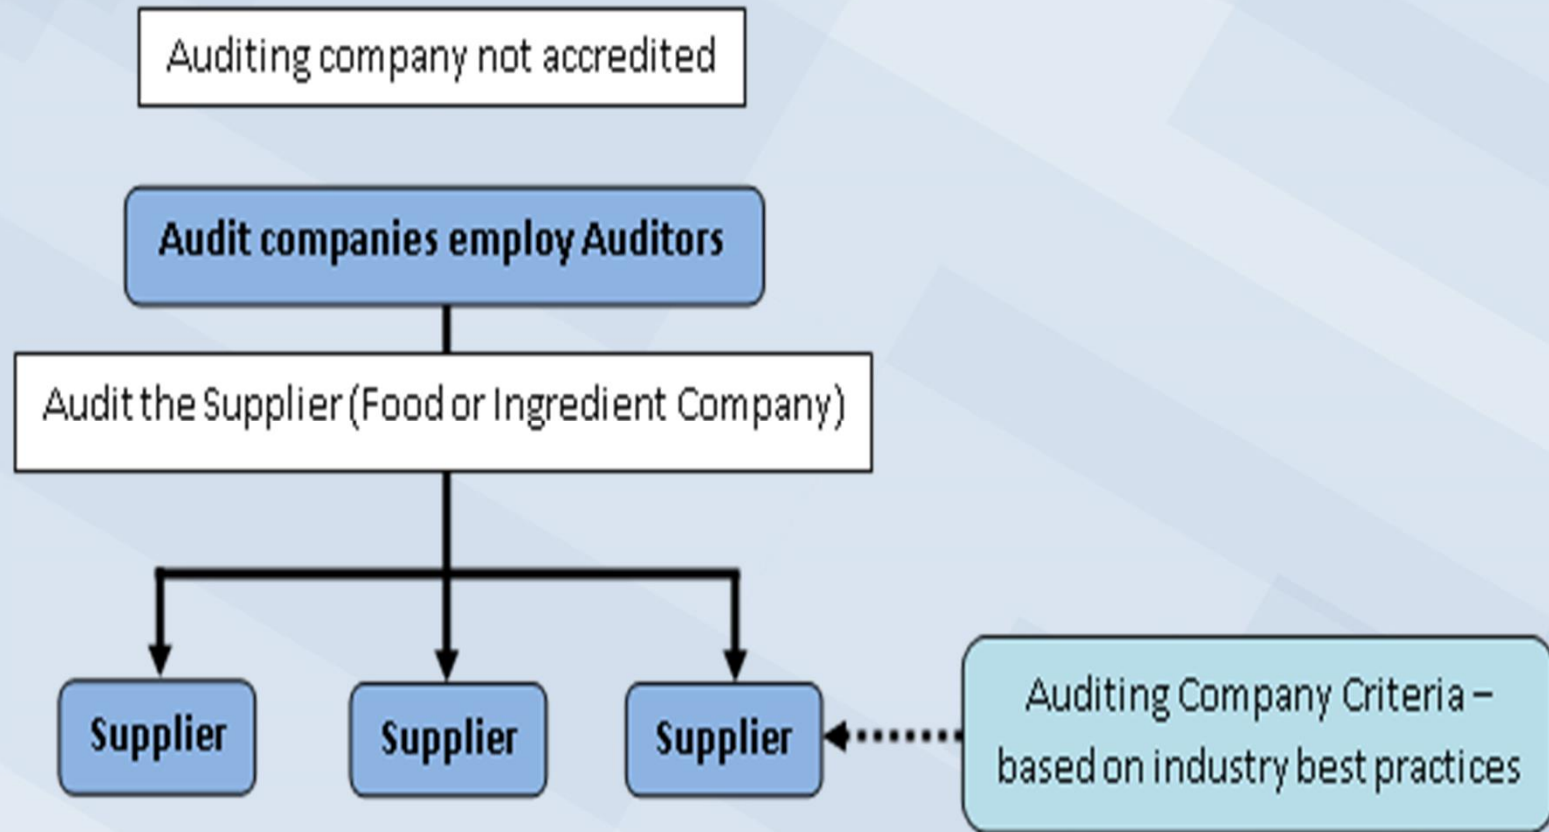 Auditing company not accredited
Audit companies employ Auditors
Audit the Supplier (Food or Ingredient Company)
Supplier
Supplier
Supplier
Auditing Company Criteria –
based on industry best practices